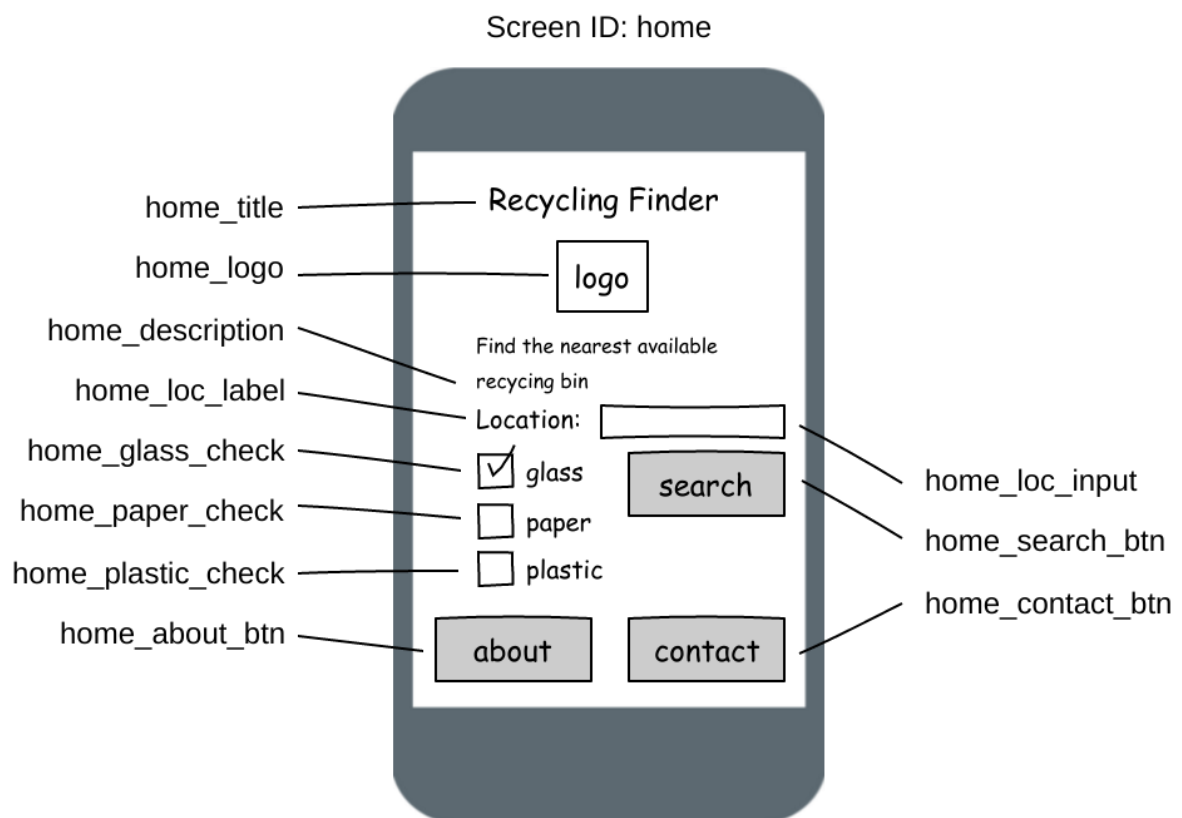 Screen ID: home
home_title
Recycling Finder
home_logo
logo
home_description
Find the nearest available
recycing bin
home_loc_label
Location:
home_glass_check
glass
search
home_loc_input
home_paper_check
paper
home_search_btn
home_plastic_check
plastic
home_contact_btn
home_about_btn
about
contact